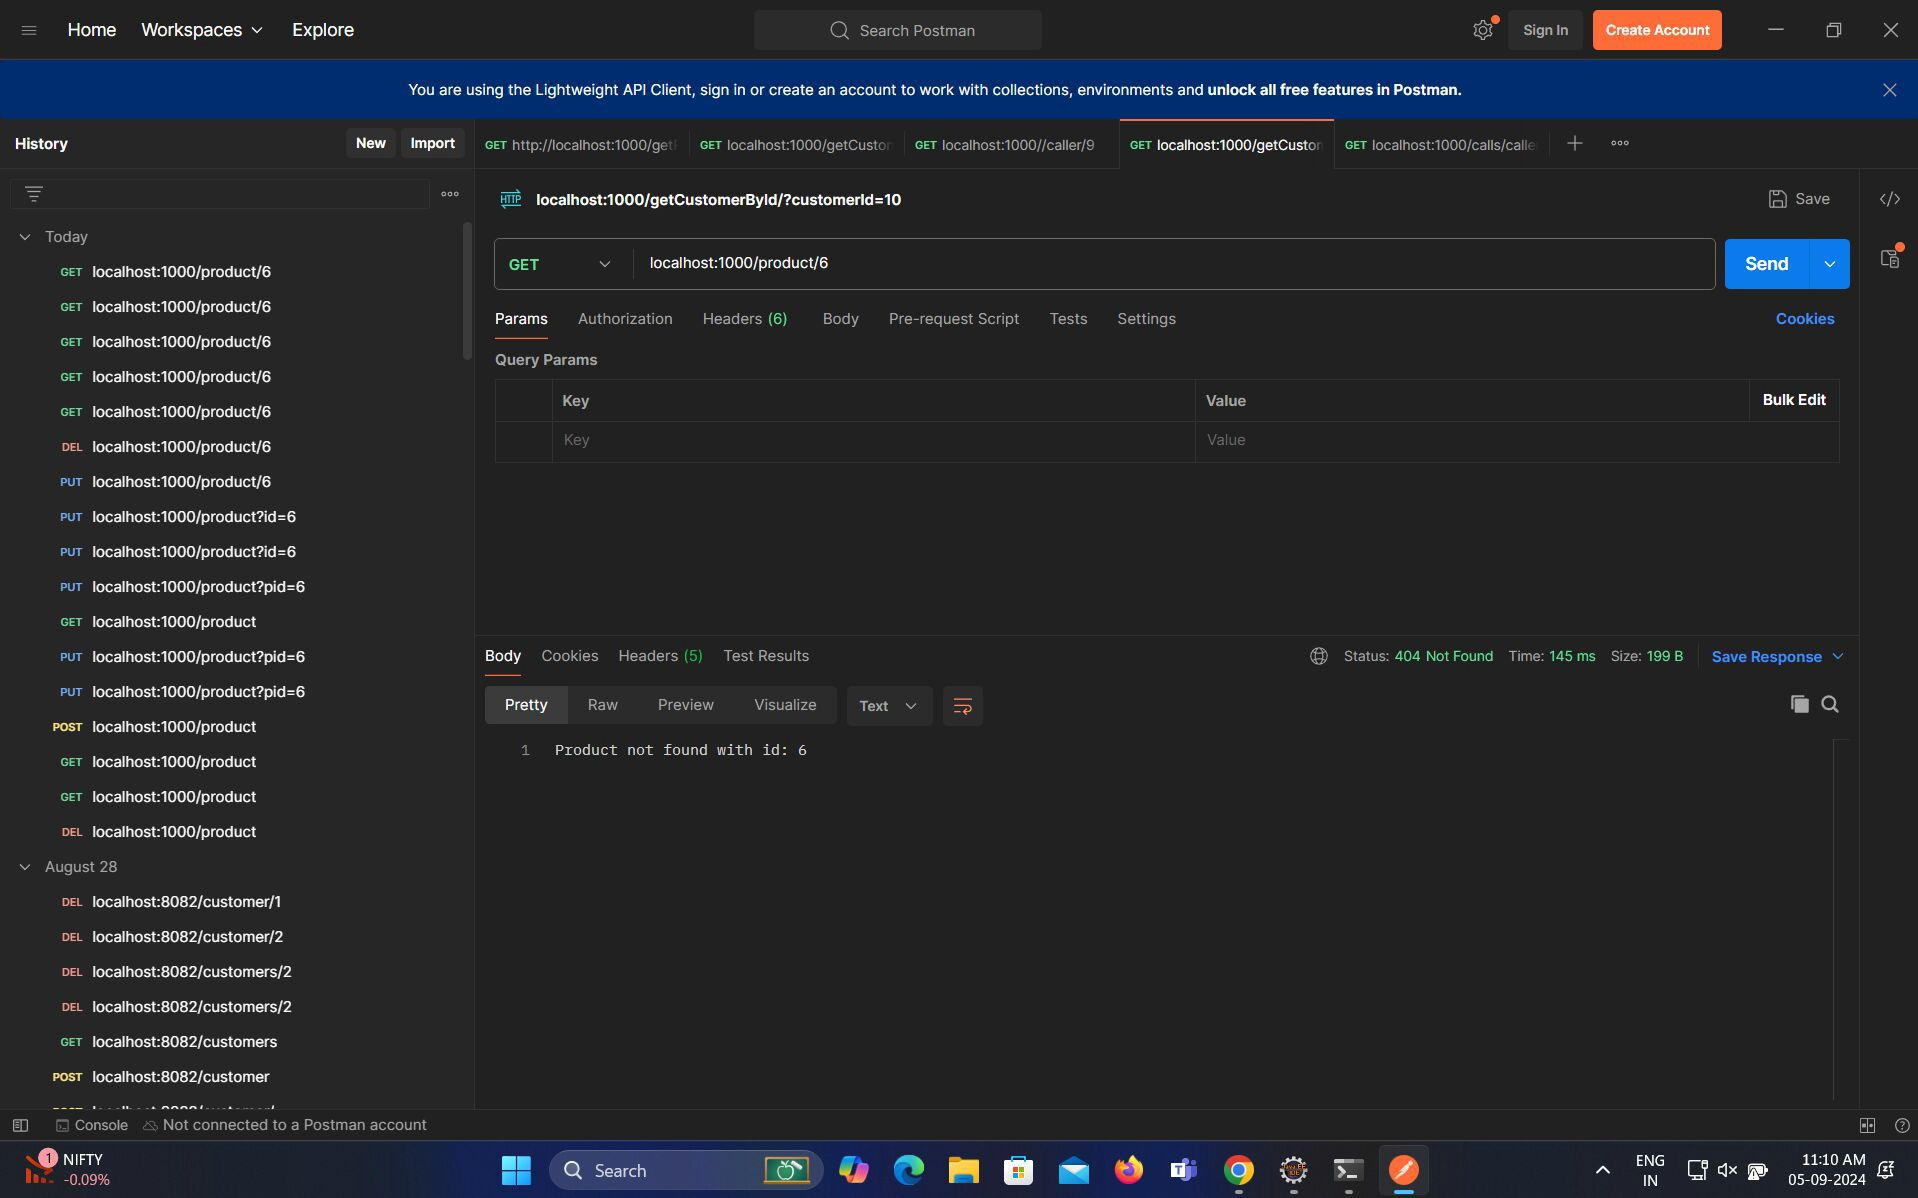 Home Workspaces Explore Search Postman Sign In Create Account
You are using the Lightweight API Client, sign in or create an account to work with collections, environments and unlock all free features in Postman.
History New Import
GET http://localhost:1000/get
GET localhost:1000/getCuston
GET localhost:1000//caller/9
GET localhost:1000/getCuston
GET localhost:1000/calls/calle
HTTP localhost:1000/getCustomerById/?customerId=10 Save
Today
GET localhost:1000/product/6
GET localhost:1000/product/6
GET localhost:1000/product/6
GET localhost:1000/product/6
GET localhost:1000/product/6
DEL localhost:1000/product/6
PUT localhost:1000/product/6
PUT localhost:1000/product?id=6
PUT localhost:1000/product?id=6
PUT localhost:1000/product?pid=6
GET localhost:1000/product
PUT localhost:1000/product?pid=6
PUT localhost:1000/product?pid=6
POST localhost:1000/product
GET localhost:1000/product
GET localhost:1000/product
DEL localhost:1000/product
August 28
DEL localhost:8082/customer/1
DEL localhost:8082/customer/2
DEL localhost:8082/customers/2
DEL localhost:8082/customers/2
GET localhost:8082/customers
POST localhost:8082/customer
GET localhost:1000/product/6 Send
Params Authorization Headers (6) Body Pre-request Script Tests Settings Cookies
Query Params
Key Value Bulk Edit
Key Value
Body Cookies Headers (5) Test Results Status: 404 Not Found Time: 145 ms Size: 199 B Save Response
Pretty Raw Preview Visualize Text
1 Product not found with id: 6
Console Not connected to a Postman account
1 NIFTY
-0.09%
Search
ENG
IN
11:10 AM
05-09-2024